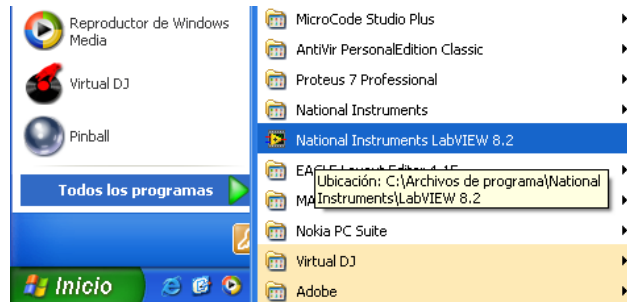 Reproductor de Windows
Media
Virtual DJ
Pinball
Todos los programas
Inicio
MicroCode Studio Plus
AntiVir PersonalEdition Classic
Proteus 7 Professional
National Instruments
National Instruments LabVIEW 8.2
Ubicación: C:\Archivos de programa\National
Instruments\LabVIEW 8.2
Nokia PC Suite
Virtual DJ
Adobe